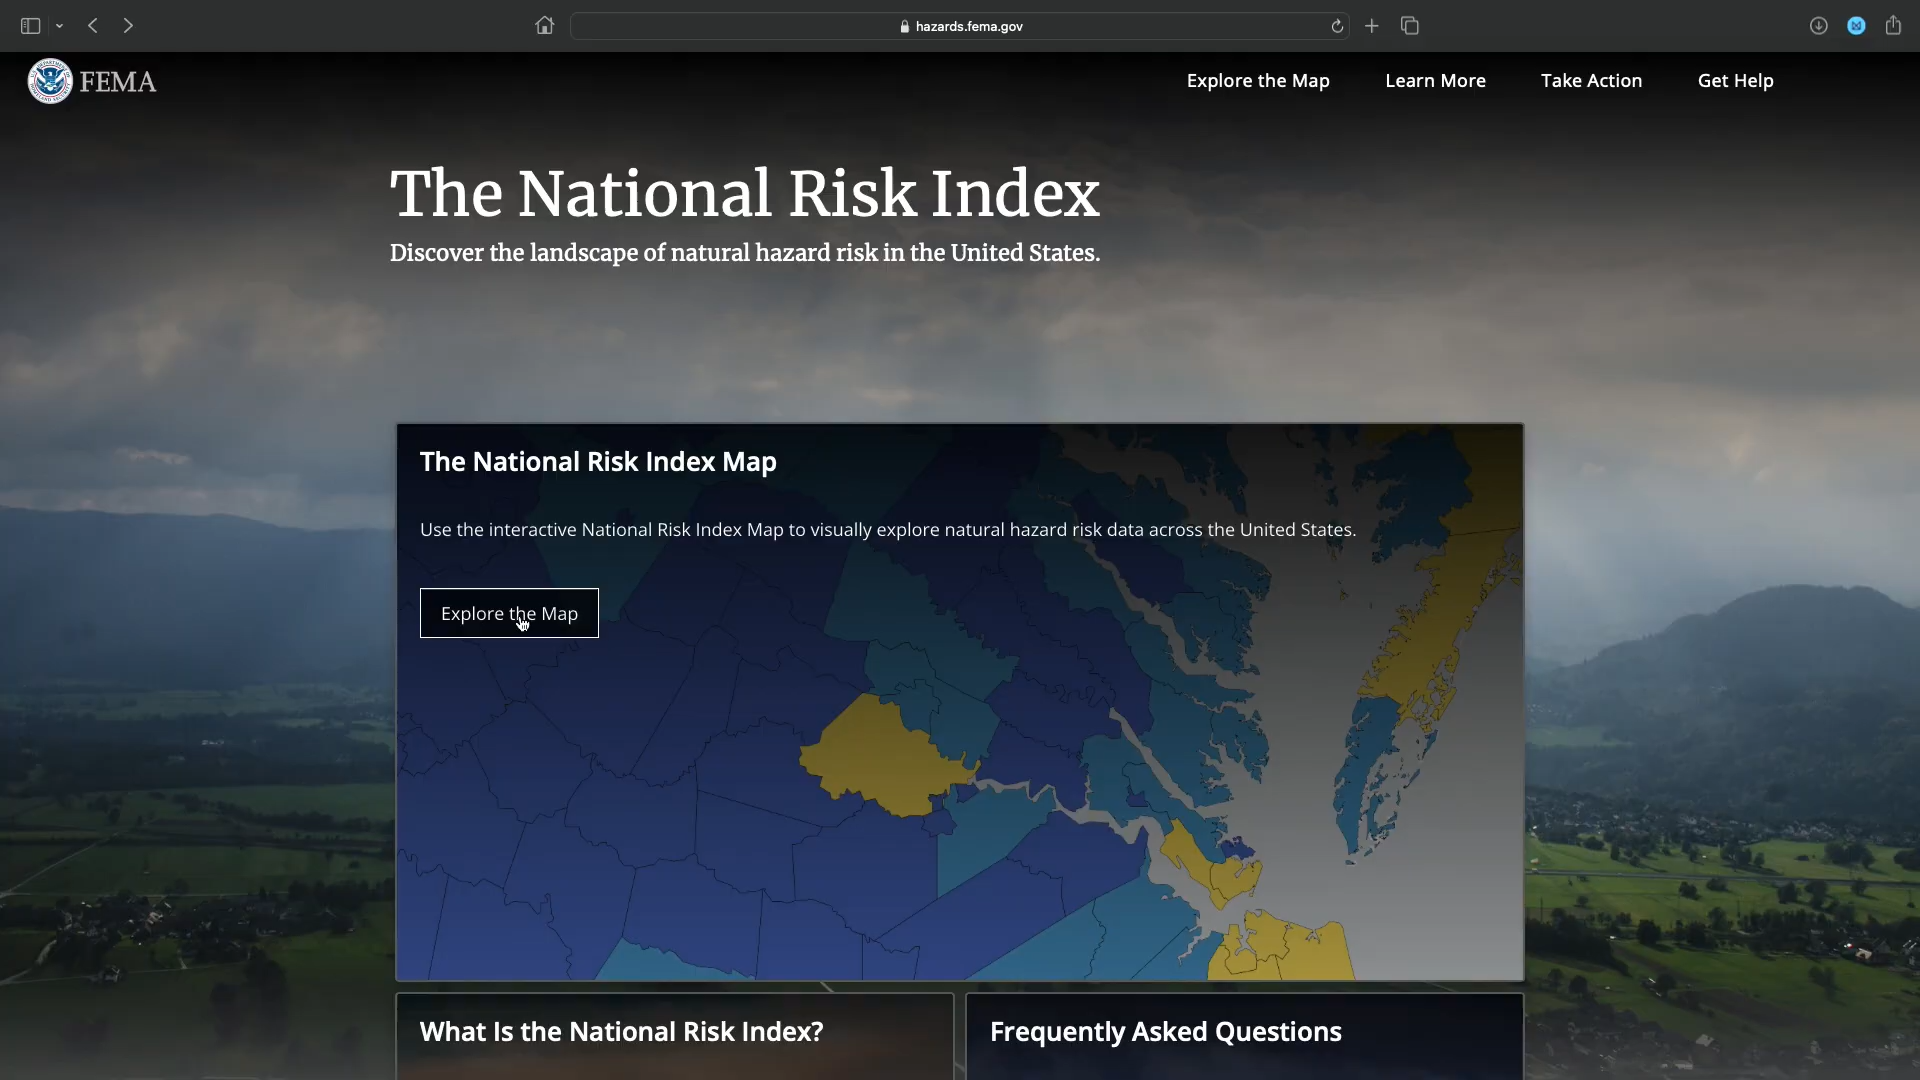 hazards.fema.gov
FEMA
Explore the Map
Learn More
Take Action
Get Help
The National Risk Index
Discover the landscape of natural hazard risk in the United States.
The National Risk Index Map
Use the interactive National Risk Index Map to visually explore natural hazard risk data across the United States.
Explore the Map
What Is the National Risk Index?
Frequently Asked Questions